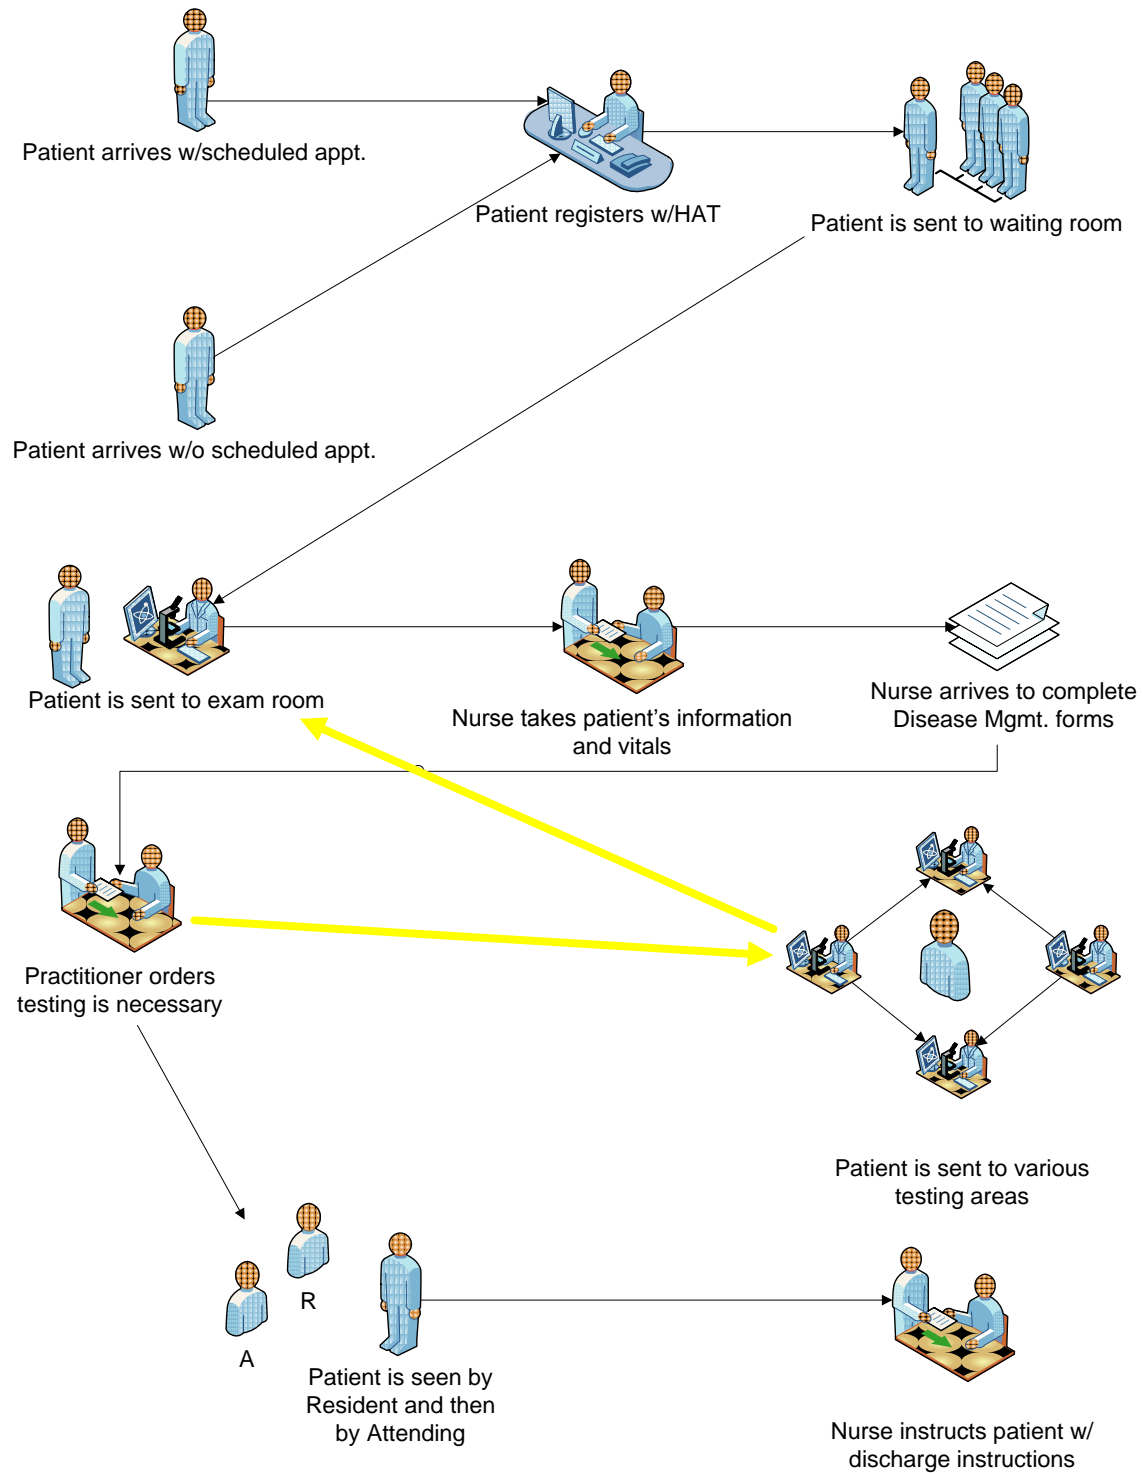 Patient arrives w/scheduled appt.
Patient registers w/HAT
Patient is sent to waiting room
Patient arrives w/o scheduled appt.
Patient is sent to exam room
Nurse takes patient's information
and vitals
Nurse arrives to complete
Disease Mgmt. forms
Practitioner orders
testing is necessary
Patient is sent to various
testing areas
R
A
Patient is seen by
Resident and then
by Attending
Nurse instructs patient w/
discharge instructions